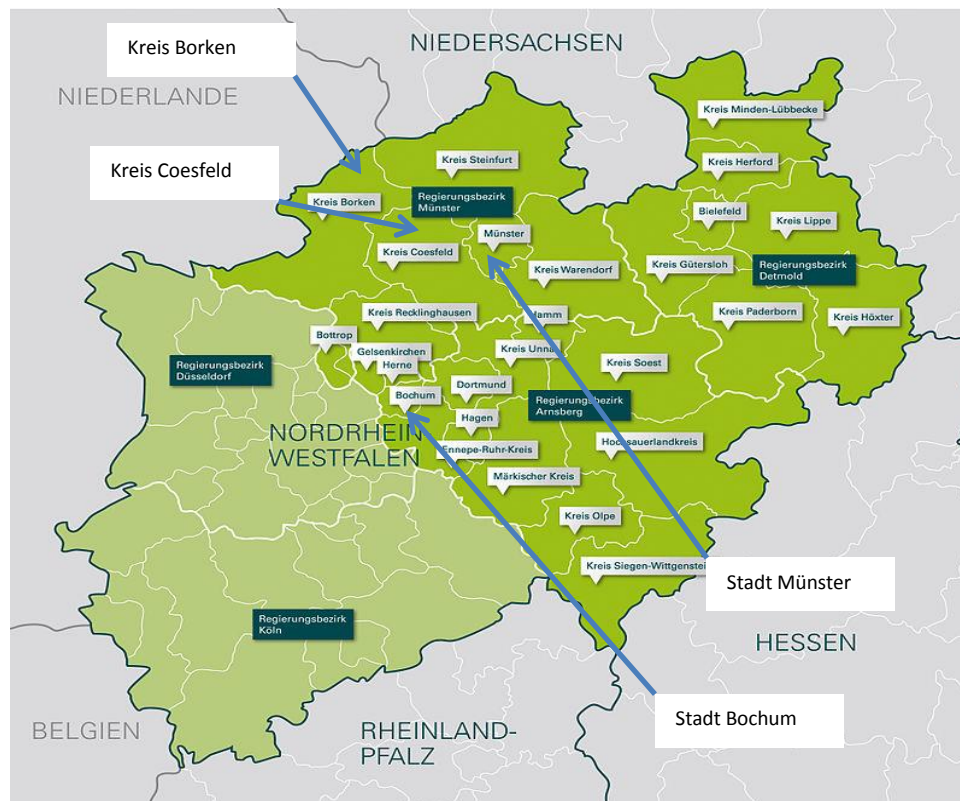 Kreis Borken
NIEDERSACHSEN
NIEDERLANDE
Kreis Minden-Lübbecke
Kreis Coesfeld
Kreis Steinfurt
Kreis Herford
Kreis Borken
Regierungsbezirk
Münster
Bielefeld
Kreis Lippe
Münster
Kreis Coesfeld
Kreis Warendorf
Kreis Gütersloh
Regierungsbezirk
Detmold
Kreis Recklinghausen
Hamm
Kreis Paderborn
Kreis Höxter
Bottrop
Gelsenkirchen
Herne
Kreis Unna
Kreis Soest
Regierungsbezirk
Düsseldorf
Dortmund
Bochum
Regierungsbezirk
Arnsberg
Hagen
NORDRHEIN
WESTFALEN
Ennepe-Ruhr-Kreis
Hochsauerlandkreis
Märkischer Kreis
Kreis Olpe
Kreis Siegen-Wittgenstein
Stadt Münster
Regierungsbezirk
Köln
HESSEN
Stadt Bochum
BELGIEN
RHEINLAND-
PFALZ